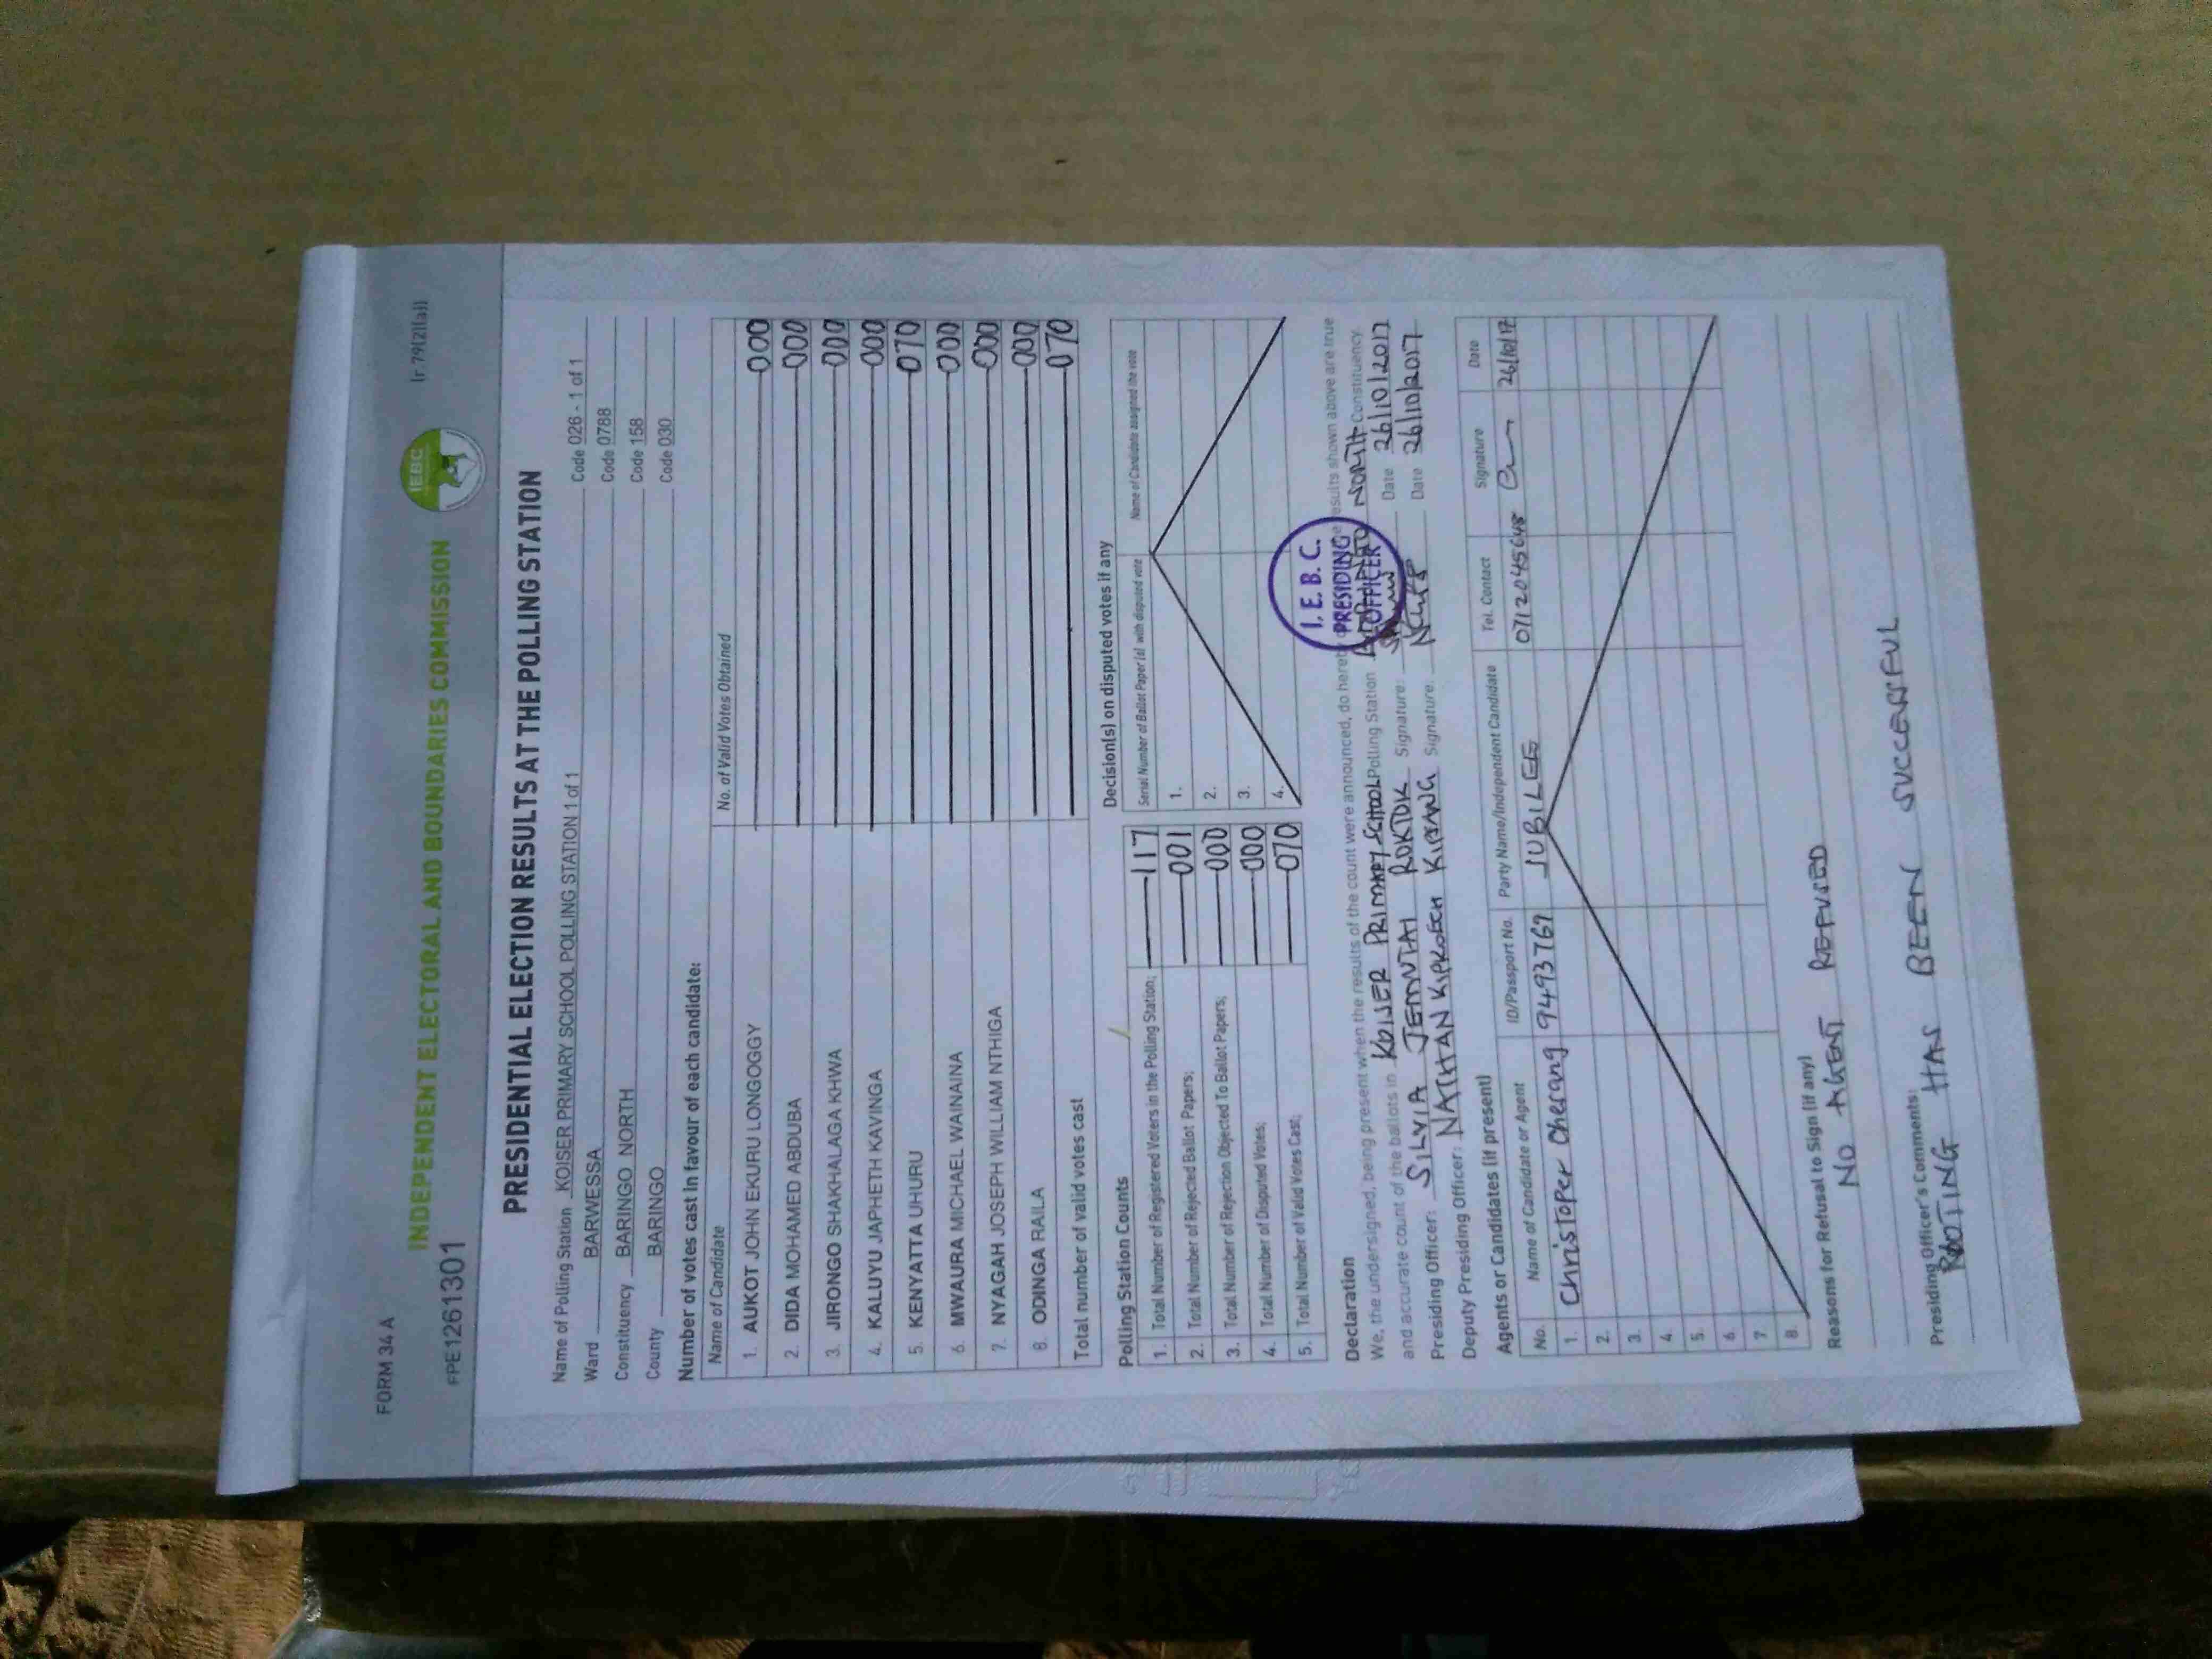 FORM 34 A
(r 79(2)(a))
INDEPENDENT ELECTORAL AND BOUNDARIES COMMISSION
IEBC
PRESIDENTIAL ELECTION RESULTS AT THE POLLING STATION
Name of Polling Station KOISER PRIMARY SCHOOL POLLING STATION 1 of 1 Code 026 - 1 of 1
Ward BARWESSA Code 0788
Constituency BARINGO NORTH Code 158
County BARINGO Code 030
Number of votes cast in favour of each candidate:
Name of Candidate No. of Valid Votes Obtained
1. AUKOT JOHN EKURU LONGOGGY 000
2. DIDA MOHAMED ABDUBA 000
3. JIRONGO SHAKHALAGA KHWA 000
4. KALUYU JAPHETH KAVINGA 000
5. KENYATTA UHURU 070
6. MWAURA MICHAEL WAINAINA 000
7. NYAGAH JOSEPH WILLIAM NTHIGA 000
8. ODINGA RAILA 000
Total number of valid votes cast 070
Polling Station Counts
1. Total Number of Registered Voters in the Polling Station; 117
2. Total Number of Rejected Ballot Papers; 001
3. Total Number of Rejection Objected To Ballot Papers; 000
4. Total Number of Disputed Votes; 000
5. Total Number of Valid Votes Cast; 070
Decision(s) on disputed votes if any
Serial Number of Ballot Paper(s) with disputed vote Name of Candidate assigned the vote
1.
2.
3.
4.
I. E. B. C.
PRESIDING
OFFICER
Declaration
We, the undersigned, being present when the results of the count were announced, do hereby results shown above are true
and accurate count of the ballots in KOISER PRIMARY SCHOOL Polling Station NORTH Constituency.
Presiding Officer: SILVIA JEMUTAI ROKTOK Signature: Date 26/10/2017
Deputy Presiding Officer: NATHAN KIPKOECH KIPANG Signature: Date 26/10/2017
Agents or Candidates (if present)
No. Name of Candidate or Agent ID/Passport No. Party Name/Independent Candidate Tel. Contact Signature Date
1. Christoper Cherang 9493769 JUBILEE 0712045648 26/10/17
2.
3.
4.
5.
6.
7.
8.
Reasons for Refusal to Sign (if any)
NO AGENT REFUSED
Presiding Officer's Comments:
HAS BEEN SUCCESSFUL